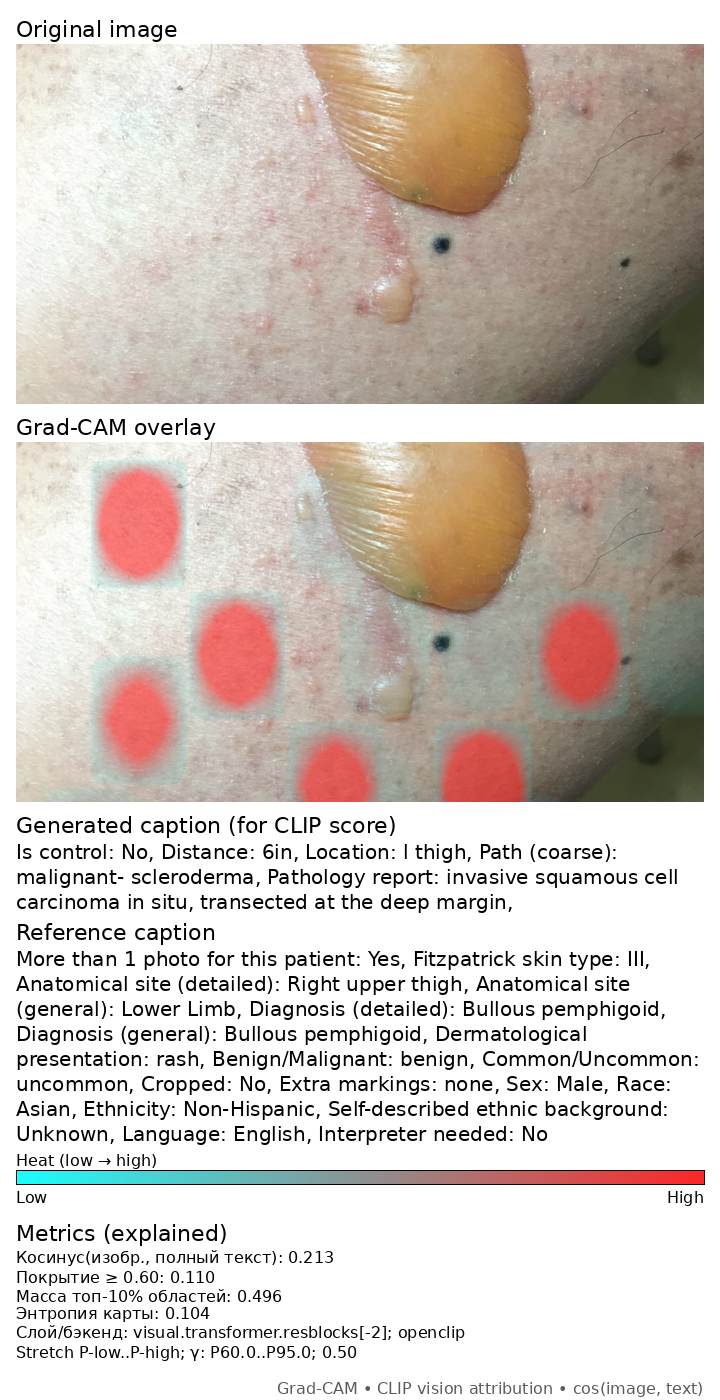 Original image
Grad-CAM overlay
Generated caption (for CLIP score)
Is control: No, Distance: 6in, Location: l thigh, Path (coarse):
malignant- scleroderma, Pathology report: invasive squamous cell
carcinoma in situ, transected at the deep margin,
Reference caption
More than 1 photo for this patient: Yes, Fitzpatrick skin type: III,
Anatomical site (detailed): Right upper thigh, Anatomical site
(general): Lower Limb, Diagnosis (detailed): Bullous pemphigoid,
Diagnosis (general): Bullous pemphigoid, Dermatological
presentation: rash, Benign/Malignant: benign, Common/Uncommon:
uncommon, Cropped: No, Extra markings: none, Sex: Male, Race:
Asian, Ethnicity: Non-Hispanic, Self-described ethnic background:
Unknown, Language: English, Interpreter needed: No
Heat (low → high)
Low High
Metrics (explained)
Косинус(изобр., полный текст): 0.213
Покрытие ≥ 0.60: 0.110
Масса топ-10% областей: 0.496
Энтропия карты: 0.104
Слой/бэкенд: visual.transformer.resblocks[-2]; openclip
Stretch P-low..P-high; γ: P60.0..P95.0; 0.50
Grad-CAM • CLIP vision attribution • cos(image, text)